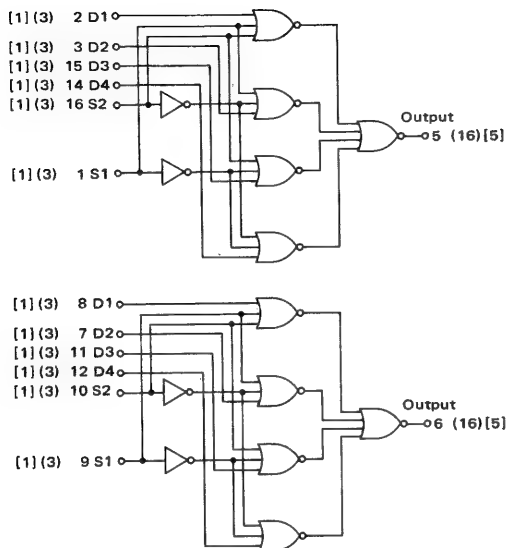 [1](3) 2 D1
[1](3) 3 D2
[1](3) 15 D3
[1](3) 14 D4
[1](3) 16 S2
Output
5 (16)[5]
[1](3) 1 S1
[1](3) 8 D1
[1](3) 7 D2
[1](3) 11 D3
[1](3) 12 D4
[1](3) 10 S2
Output
6 (16)[5]
[1](3) 9 S1